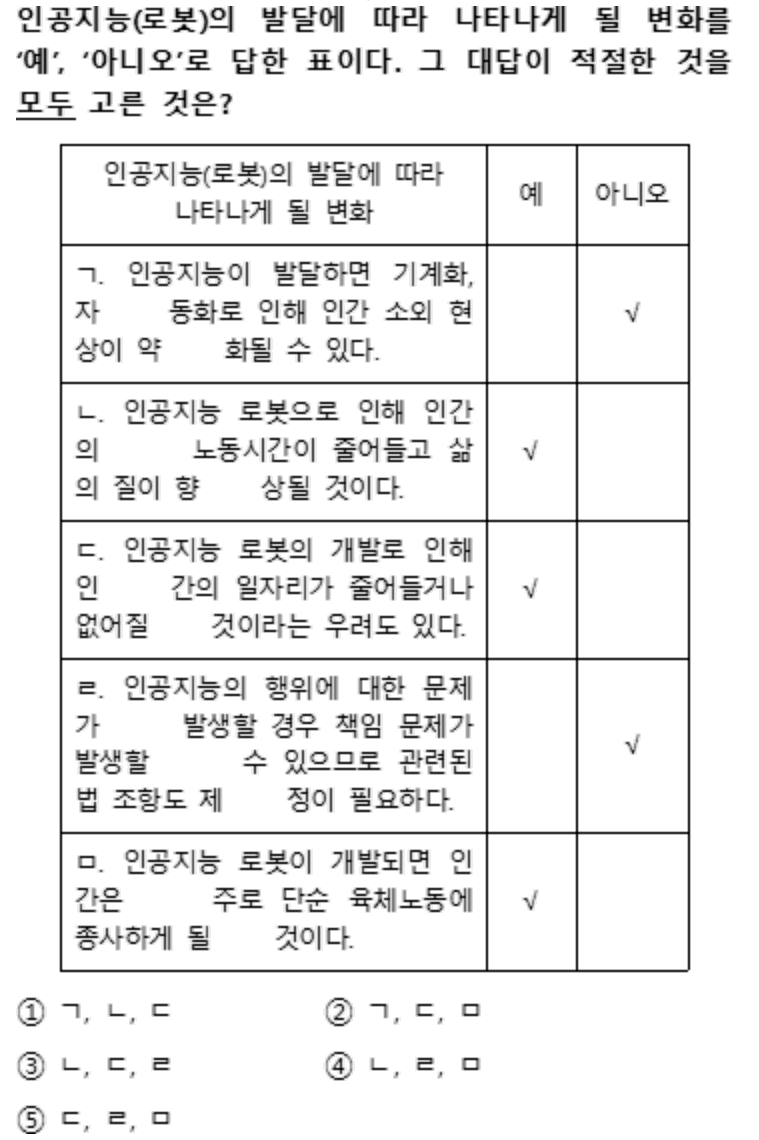 인공지능(로봇)의 발달에 따라 나타나게 될 변화를
‘예’, ‘아니오’로 답한 표이다. 그 대답이 적절한 것을
모두 고른 것은?
인공지능(로봇)의 발달에 따라
나타나게 될 변화
예
아니오
ㄱ. 인공지능이 발달하면 기계화,
자 동화로 인해 인간 소외 현
상이 약 화될 수 있다.
√
ㄴ. 인공지능 로봇으로 인해 인간
의 노동시간이 줄어들고 삶
의 질이 향 상될 것이다.
√
ㄷ. 인공지능 로봇의 개발로 인해
인 간의 일자리가 줄어들거나
없어질 것이라는 우려도 있다.
√
ㄹ. 인공지능의 행위에 대한 문제
가 발생할 경우 책임 문제가
발생할 수 있으므로 관련된
법 조항도 제 정이 필요하다.
√
ㅁ. 인공지능 로봇이 개발되면 인
간은 주로 단순 육체노동에
종사하게 될 것이다.
√
① ㄱ, ㄴ, ㄷ ② ㄱ, ㄷ, ㅁ
③ ㄴ, ㄷ, ㄹ ④ ㄴ, ㄹ, ㅁ
⑤ ㄷ, ㄹ, ㅁ